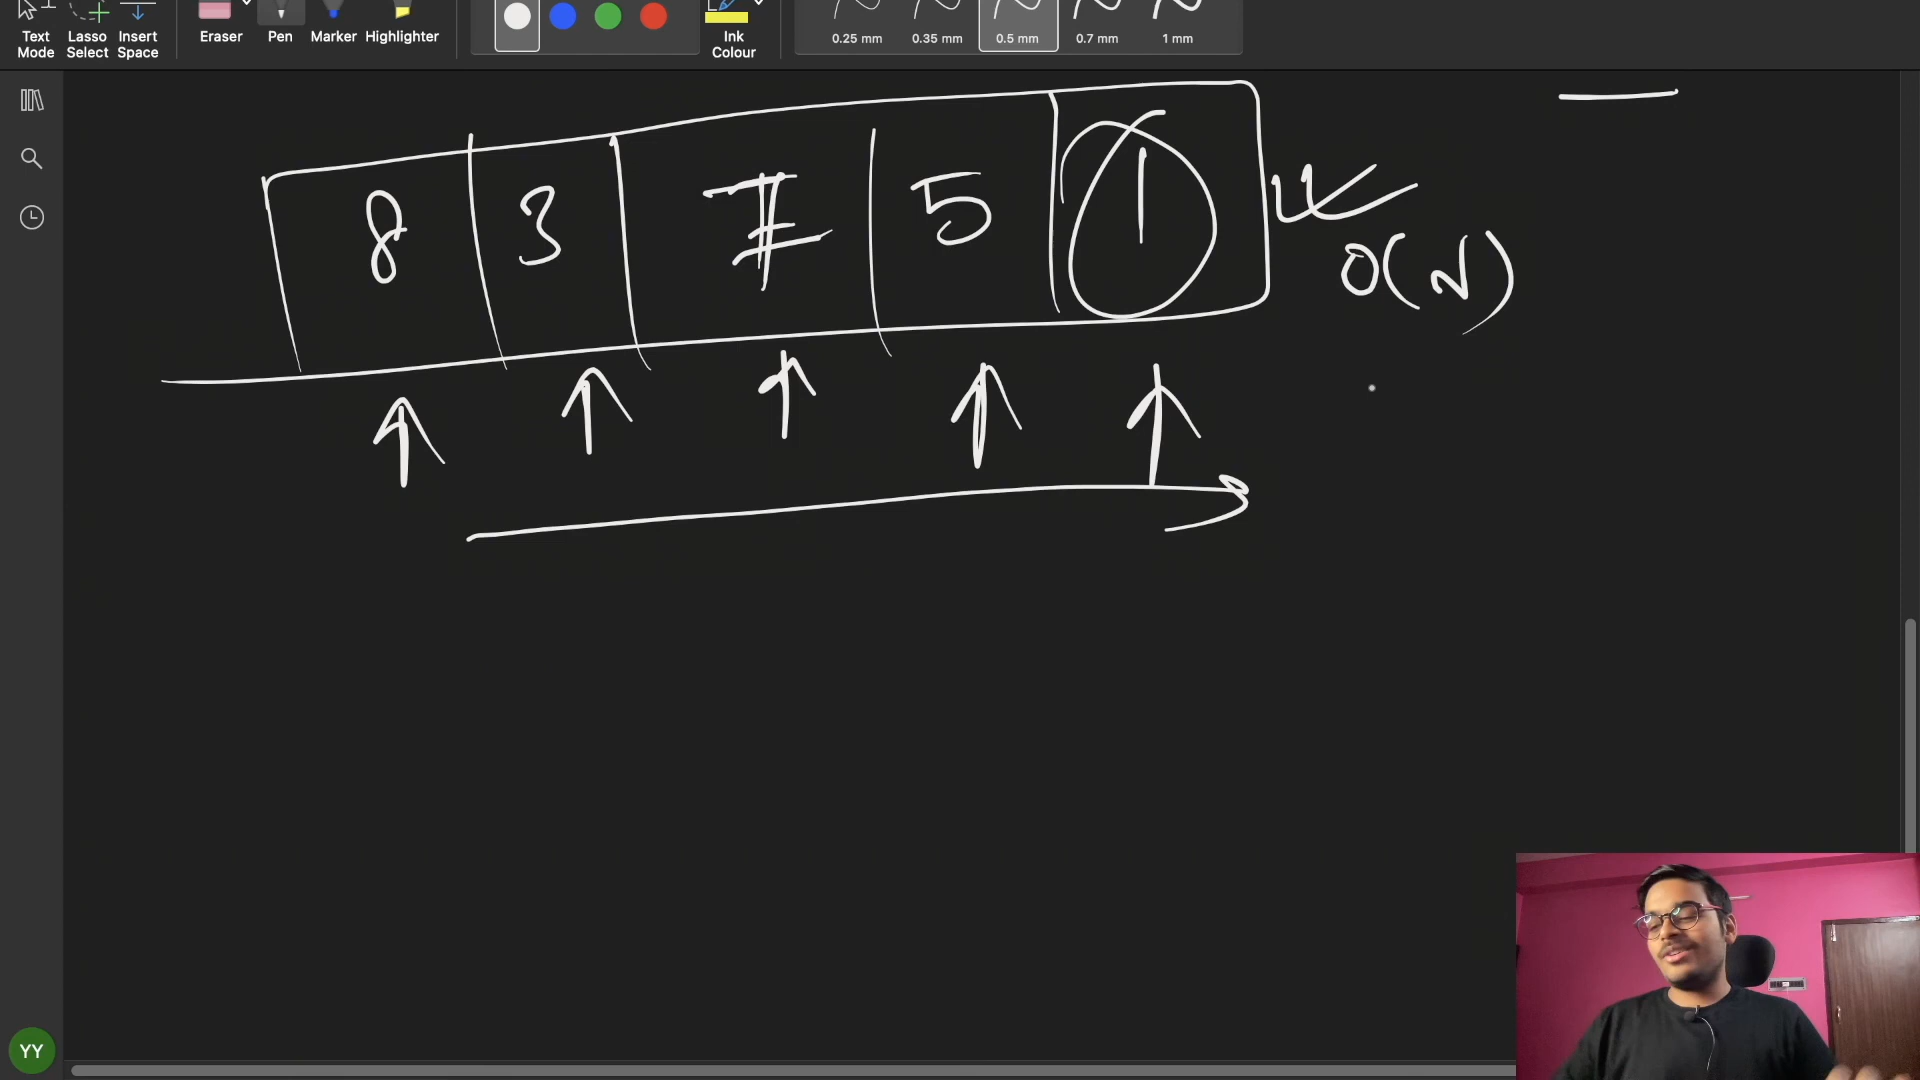 Text Mode
Lasso Select
Insert Space
Eraser
Pen
Marker
Highlighter
Ink Colour
0.25 mm
0.35 mm
0.5 mm
0.7 mm
1 mm
8 3 7 5 1
O(N)
YY